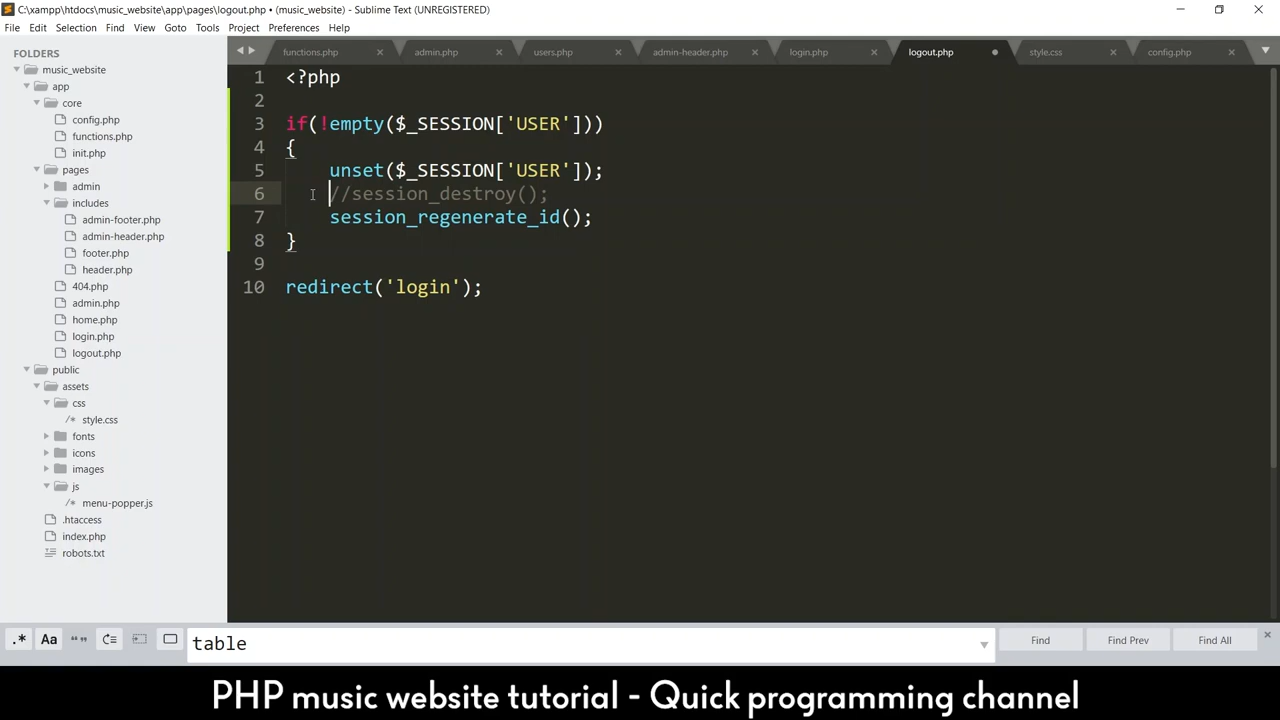 C:\xampp\htdocs\music_website\app\pages\logout.php • (music_website) - Sublime Text (UNREGISTERED)
File Edit Selection Find View Goto Tools Project Preferences Help
FOLDERS
music_website
app
core
config.php
functions.php
init.php
pages
admin
includes
admin-footer.php
admin-header.php
footer.php
header.php
404.php
admin.php
home.php
login.php
logout.php
public
assets
css
/* style.css
fonts
icons
images
js
/* menu-popper.js
.htaccess
index.php
robots.txt
functions.php × admin.php × users.php × admin-header.php × login.php × logout.php • style.css × config.php ×
1 <?php
2
3 if(!empty($_SESSION['USER']))
4 {
5 unset($_SESSION['USER']);
6 //session_destroy();
7 session_regenerate_id();
8 }
9
10 redirect('login');
.* Aa “” table Find Find Prev Find All ×
PHP music website tutorial - Quick programming channel